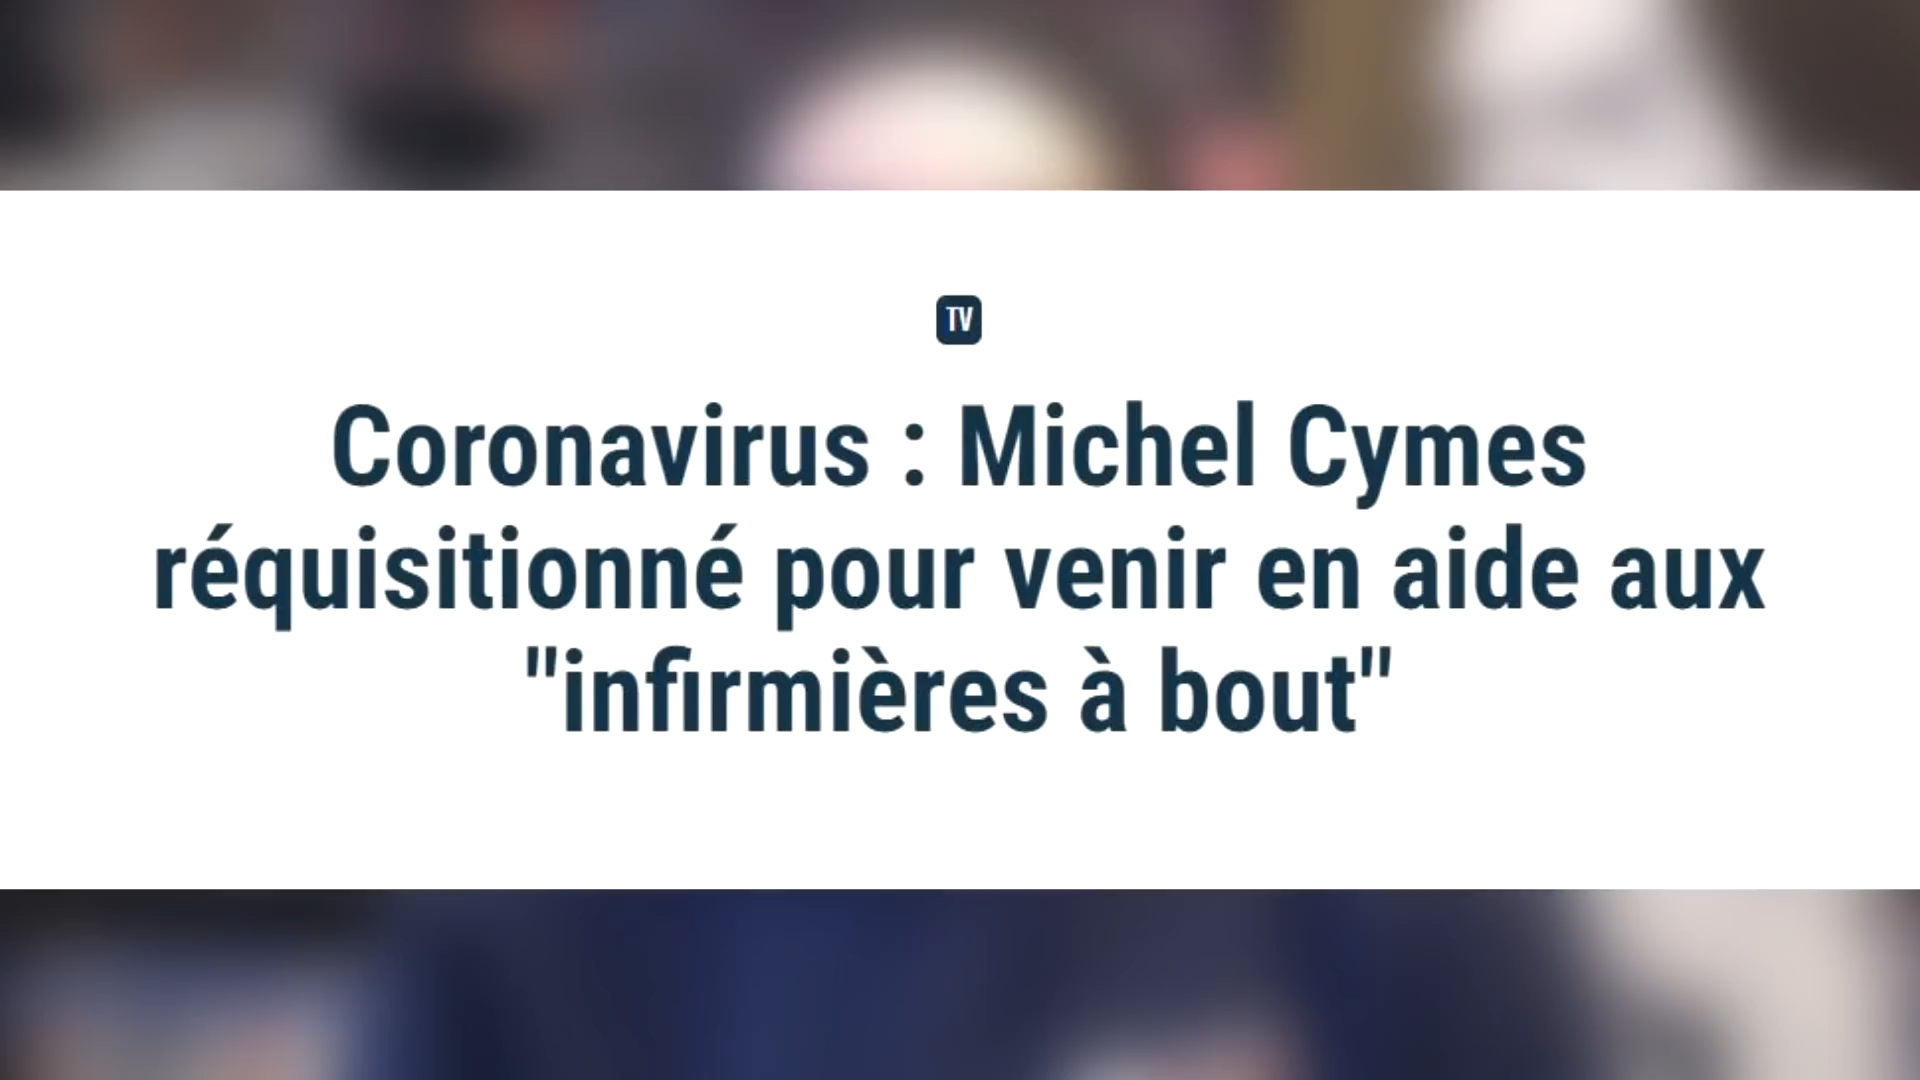 TV
Coronavirus : Michel Cymes
réquisitionné pour venir en aide aux
"infirmières à bout"